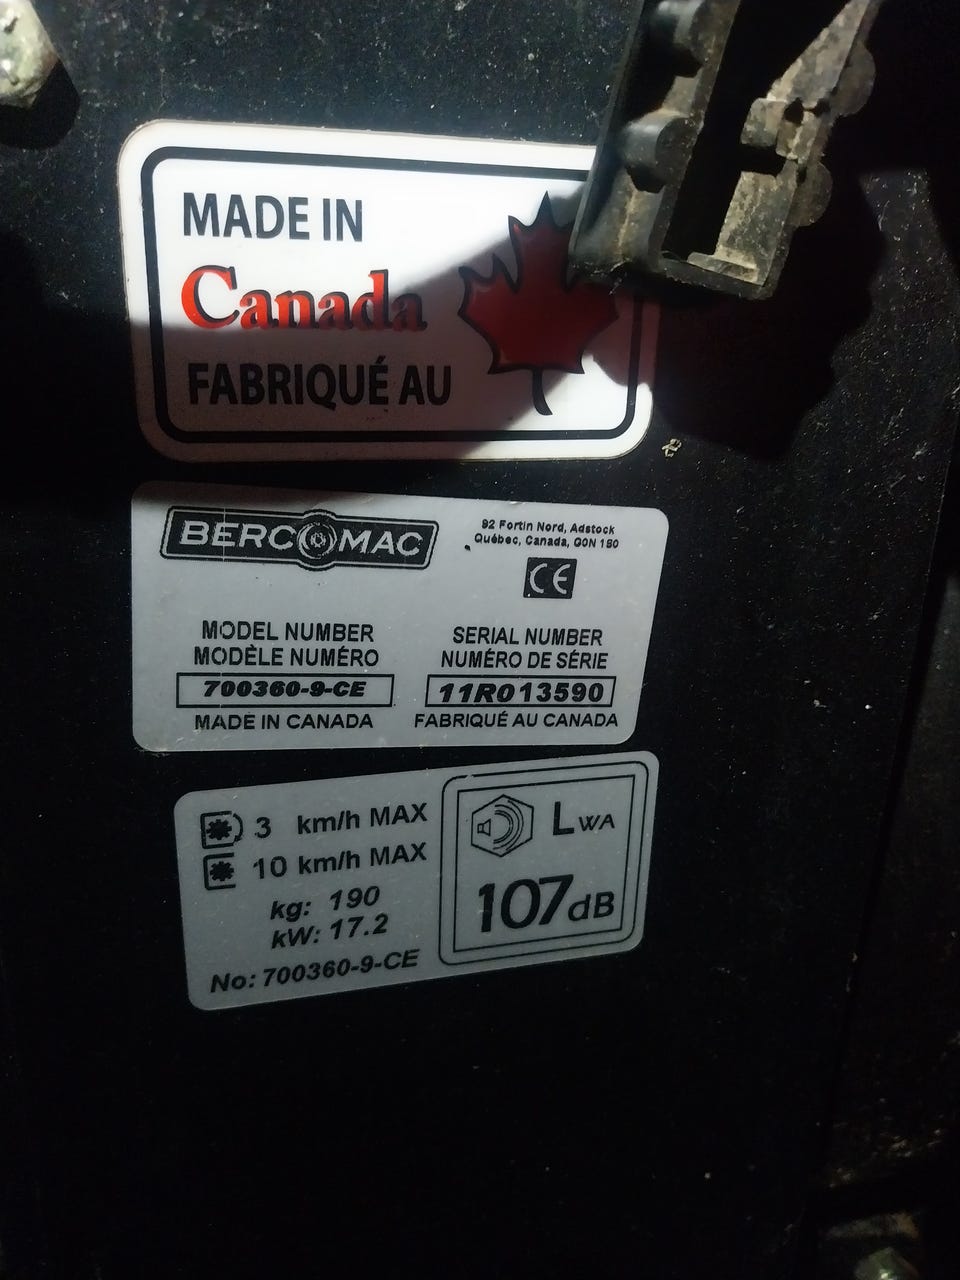 MADE IN
Canada
FABRIQUÉ AU
BERCOMAC
92 Fortin Nord, Adstock
Québec, Canada, G0N 1S0
CE
MODEL NUMBER
MODÈLE NUMÉRO
700360-9-CE
MADE IN CANADA
SERIAL NUMBER
NUMÉRO DE SÉRIE
11R013590
FABRIQUÉ AU CANADA
3 km/h MAX
10 km/h MAX
kg: 190
kW: 17.2
No: 700360-9-CE
LWA
107dB